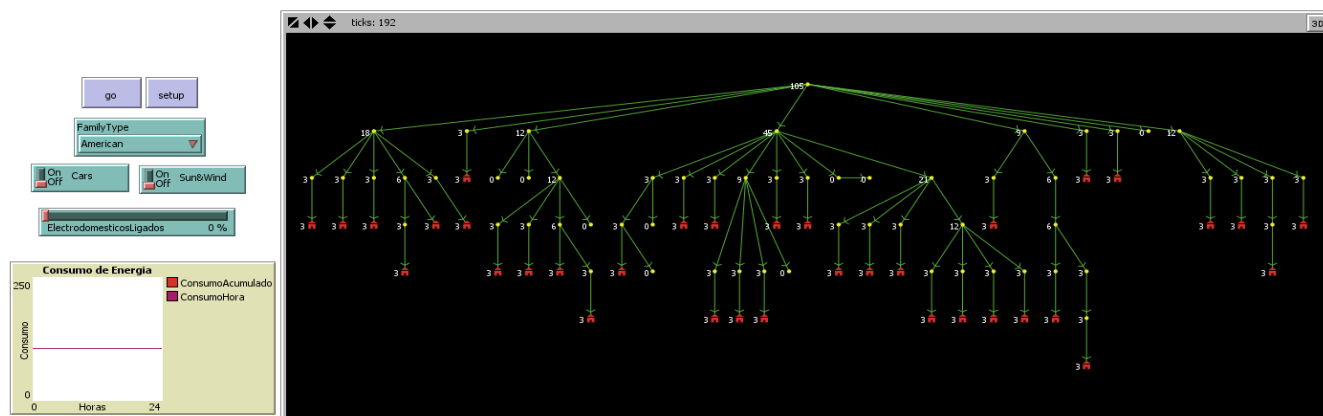 ticks: 192
3D
go
setup
FamilyType
American
On
Off
Cars
On
Off
Sun&Wind
ElectrodomesticosLigados 0 %
Consumo de Energia
250
Consumo
0
0 Horas 24
ConsumoAcumulado
ConsumoHora
105
18 3 12 45 9 3 3 0 12
3 3 3 6 3 3 0 0 12 3 3 3 9 3 3 0 0 21 3 6 3 3 3 3 3 3
3 3 3 3 3 3 3 3 6 0 3 0 3 3 3 3 3 3 3 12 3 6 3 3 3 3
3 3 3 3 3 0 3 3 3 0 3 3 3 3 3 3 3 3 3
3 3 3 3 3 3 3 3 3 3
3